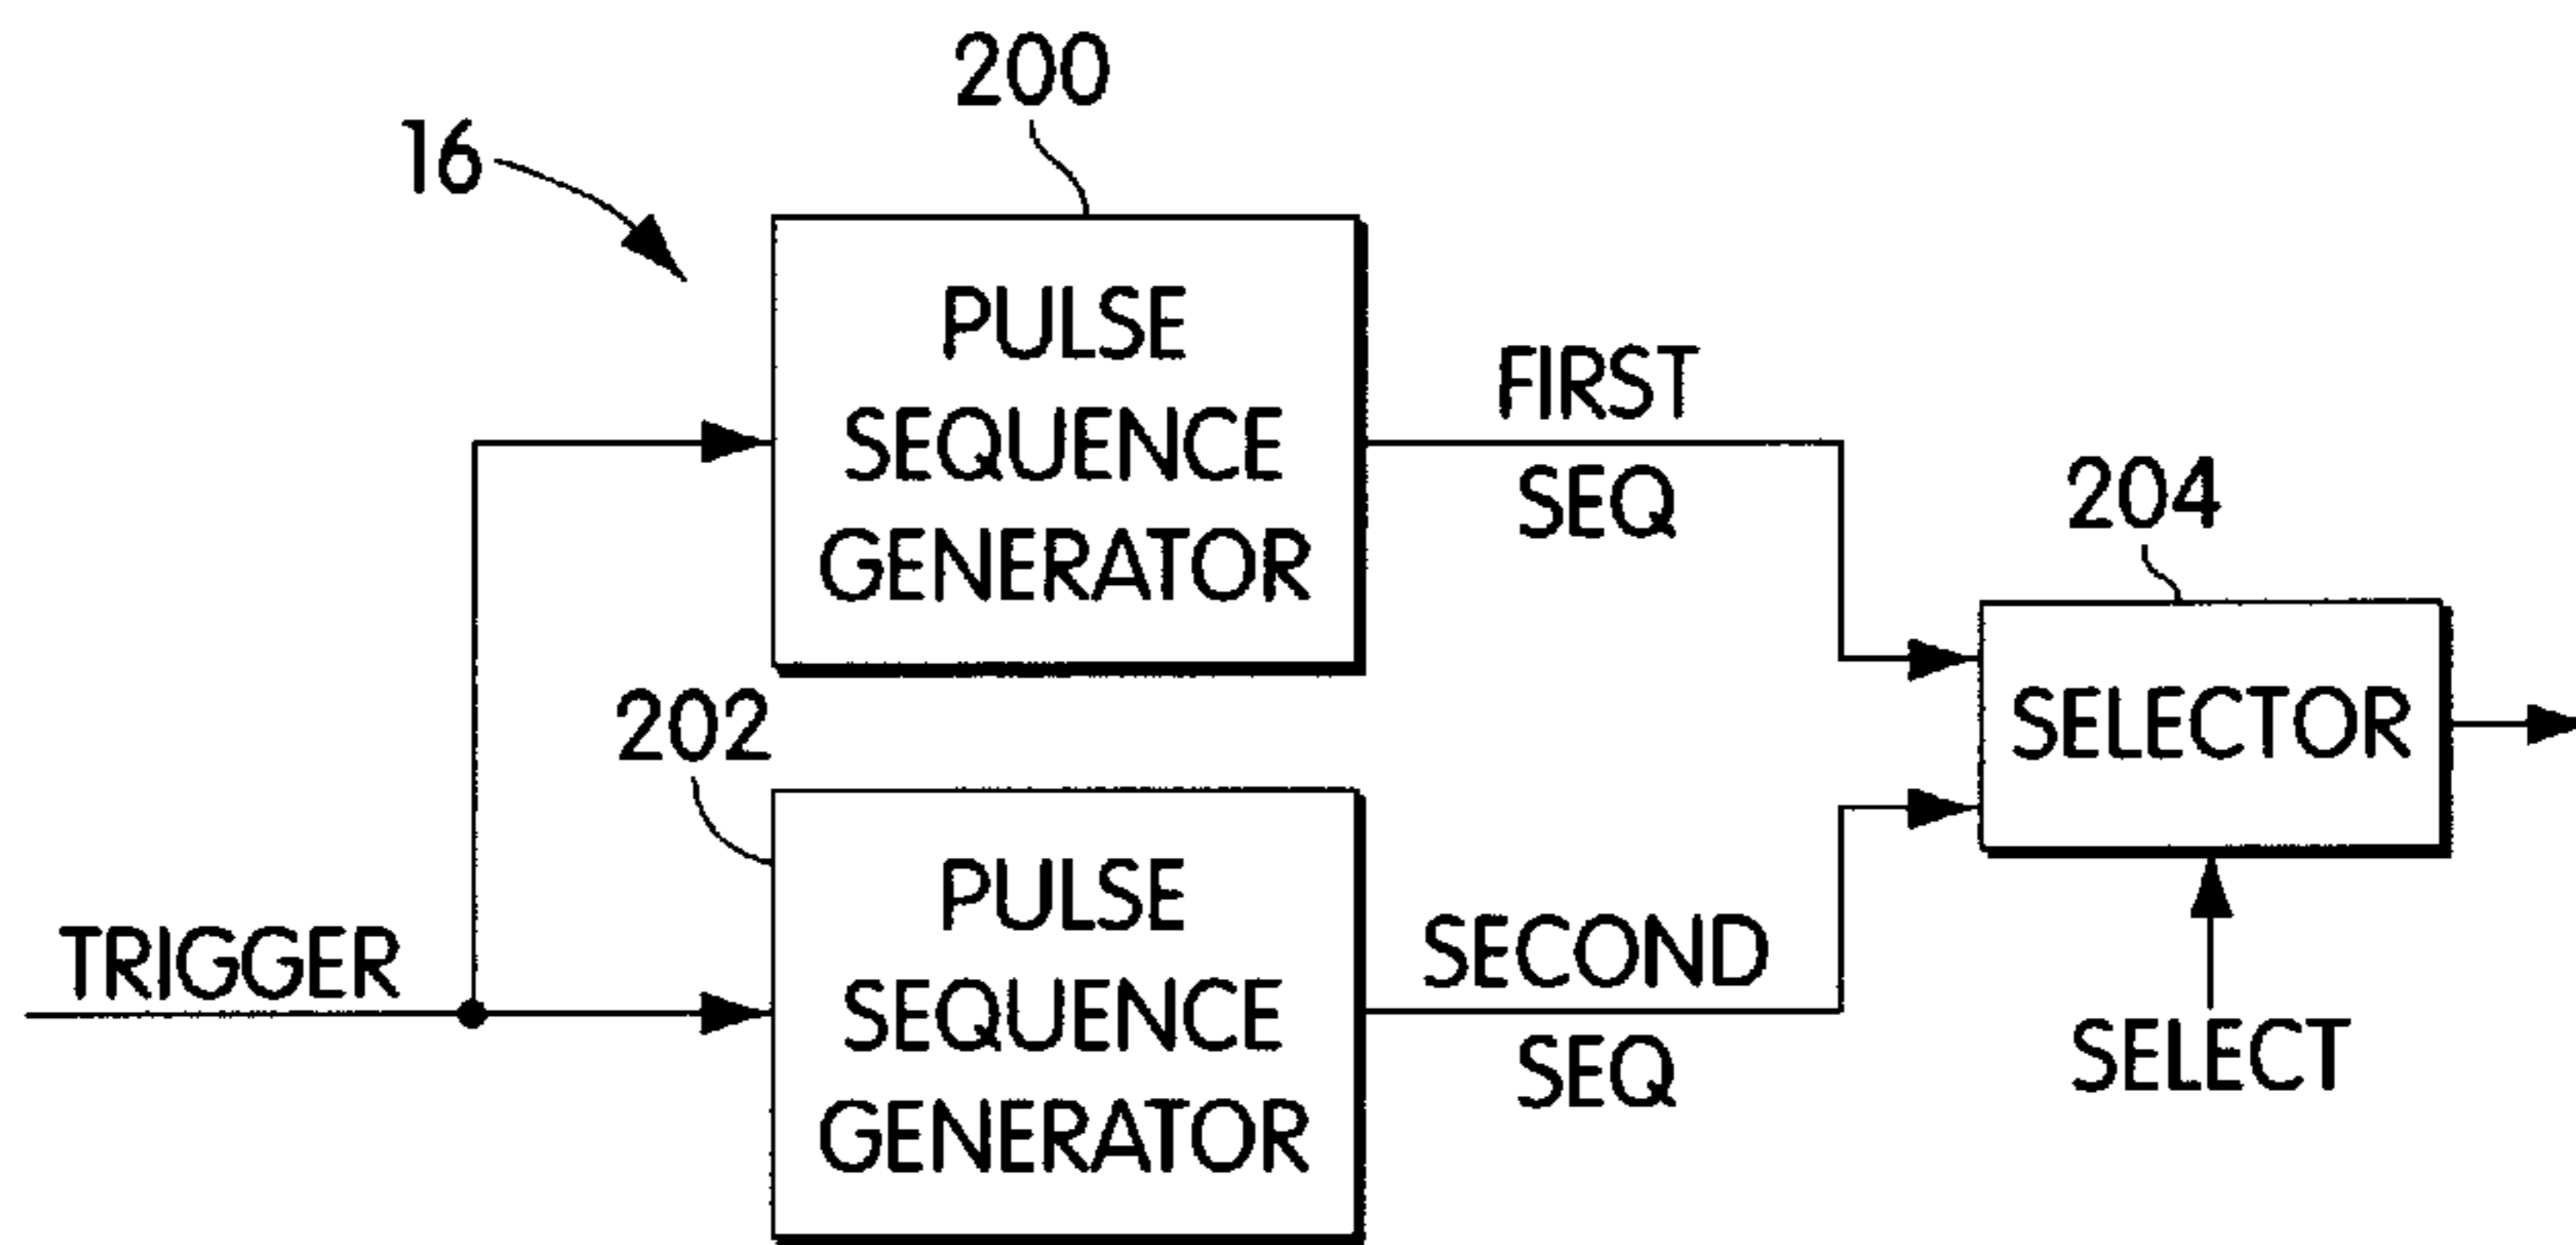 200
16
PULSE
SEQUENCE
GENERATOR
FIRST
SEQ
204
SELECTOR
202
PULSE
SEQUENCE
GENERATOR
TRIGGER
SECOND
SEQ
SELECT